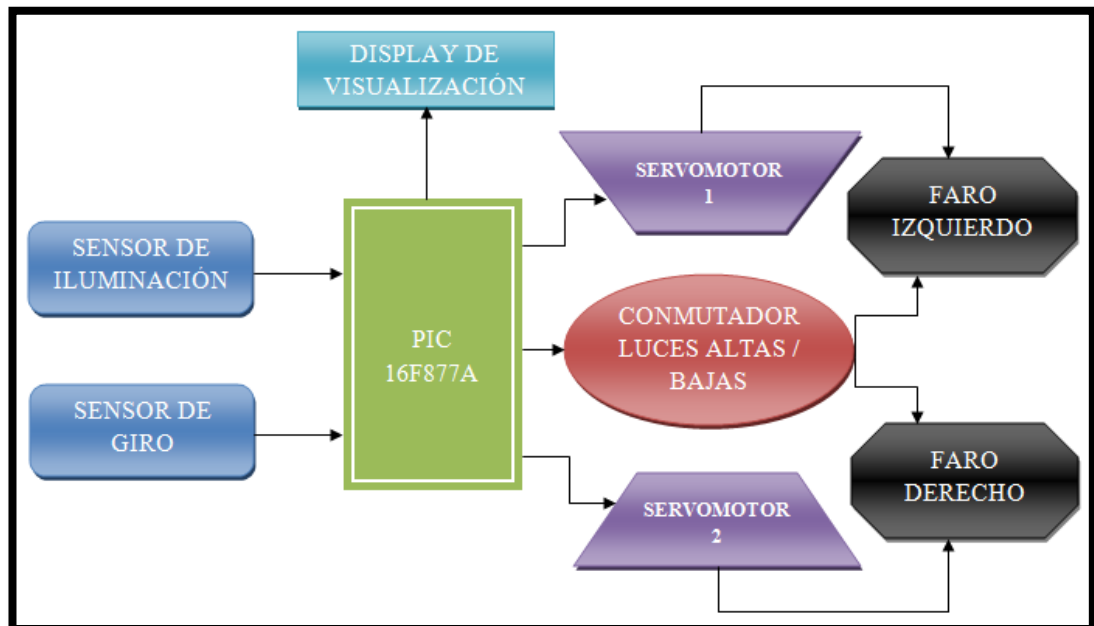 DISPLAY DE
VISUALIZACIÓN
SERVOMOTOR
1
FARO
IZQUIERDO
SENSOR DE
ILUMINACIÓN
PIC
16F877A
CONMUTADOR
LUCES ALTAS /
BAJAS
SENSOR DE
GIRO
SERVOMOTOR
2
FARO
DERECHO